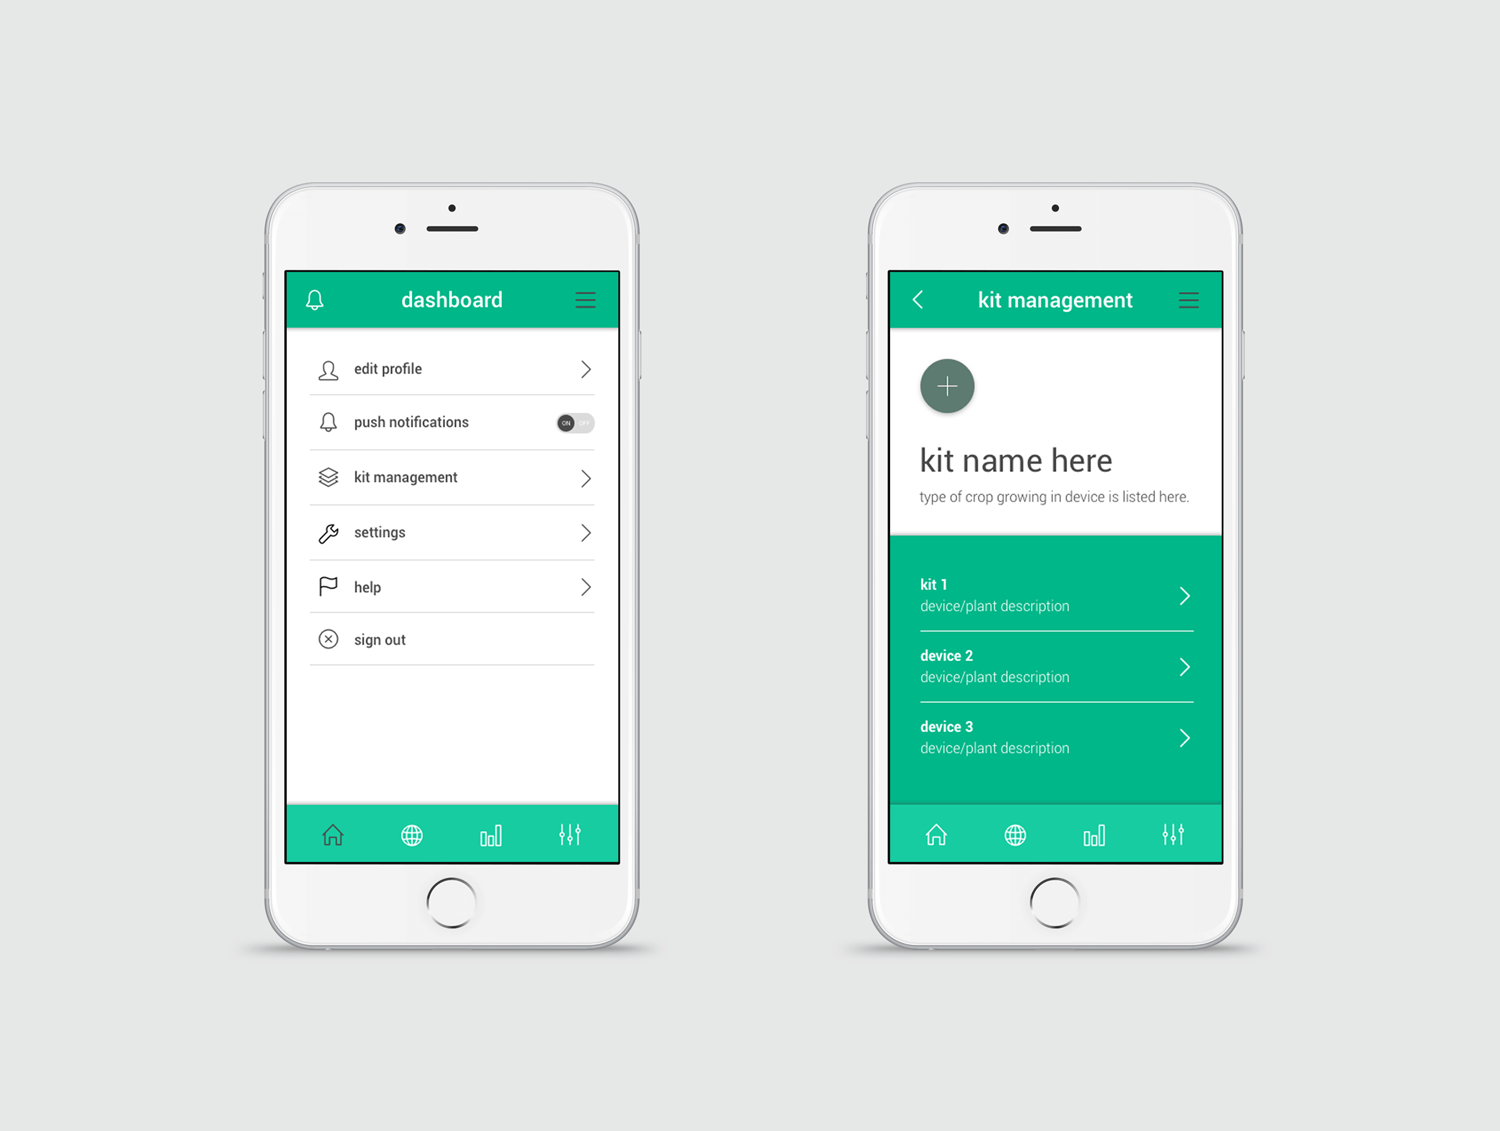 dashboard
edit profile
push notifications
ON OFF
kit management
settings
help
sign out
kit management
kit name here
type of crop growing in device is listed here.
kit 1
device/plant description
device 2
device/plant description
device 3
device/plant description